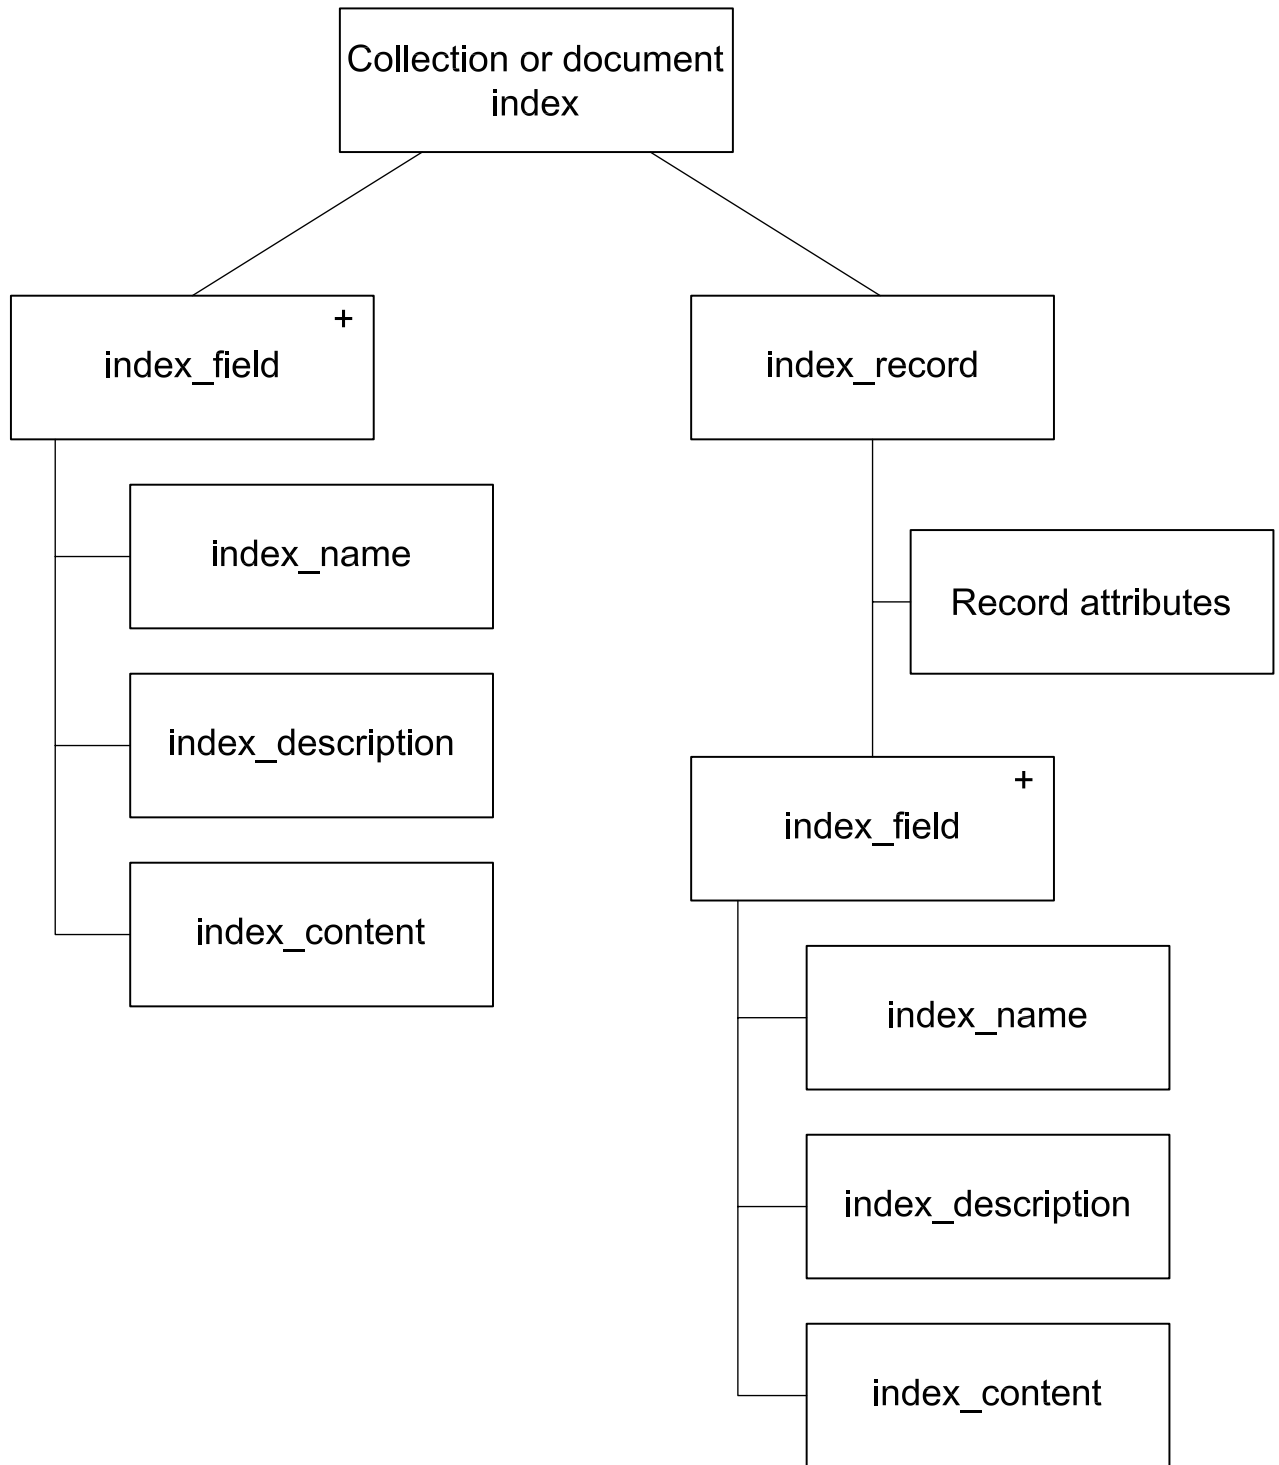 Collection or document
index
+
index_field
index_record
index_name
Record attributes
index_description
+
index_field
index_content
index_name
index_description
index_content